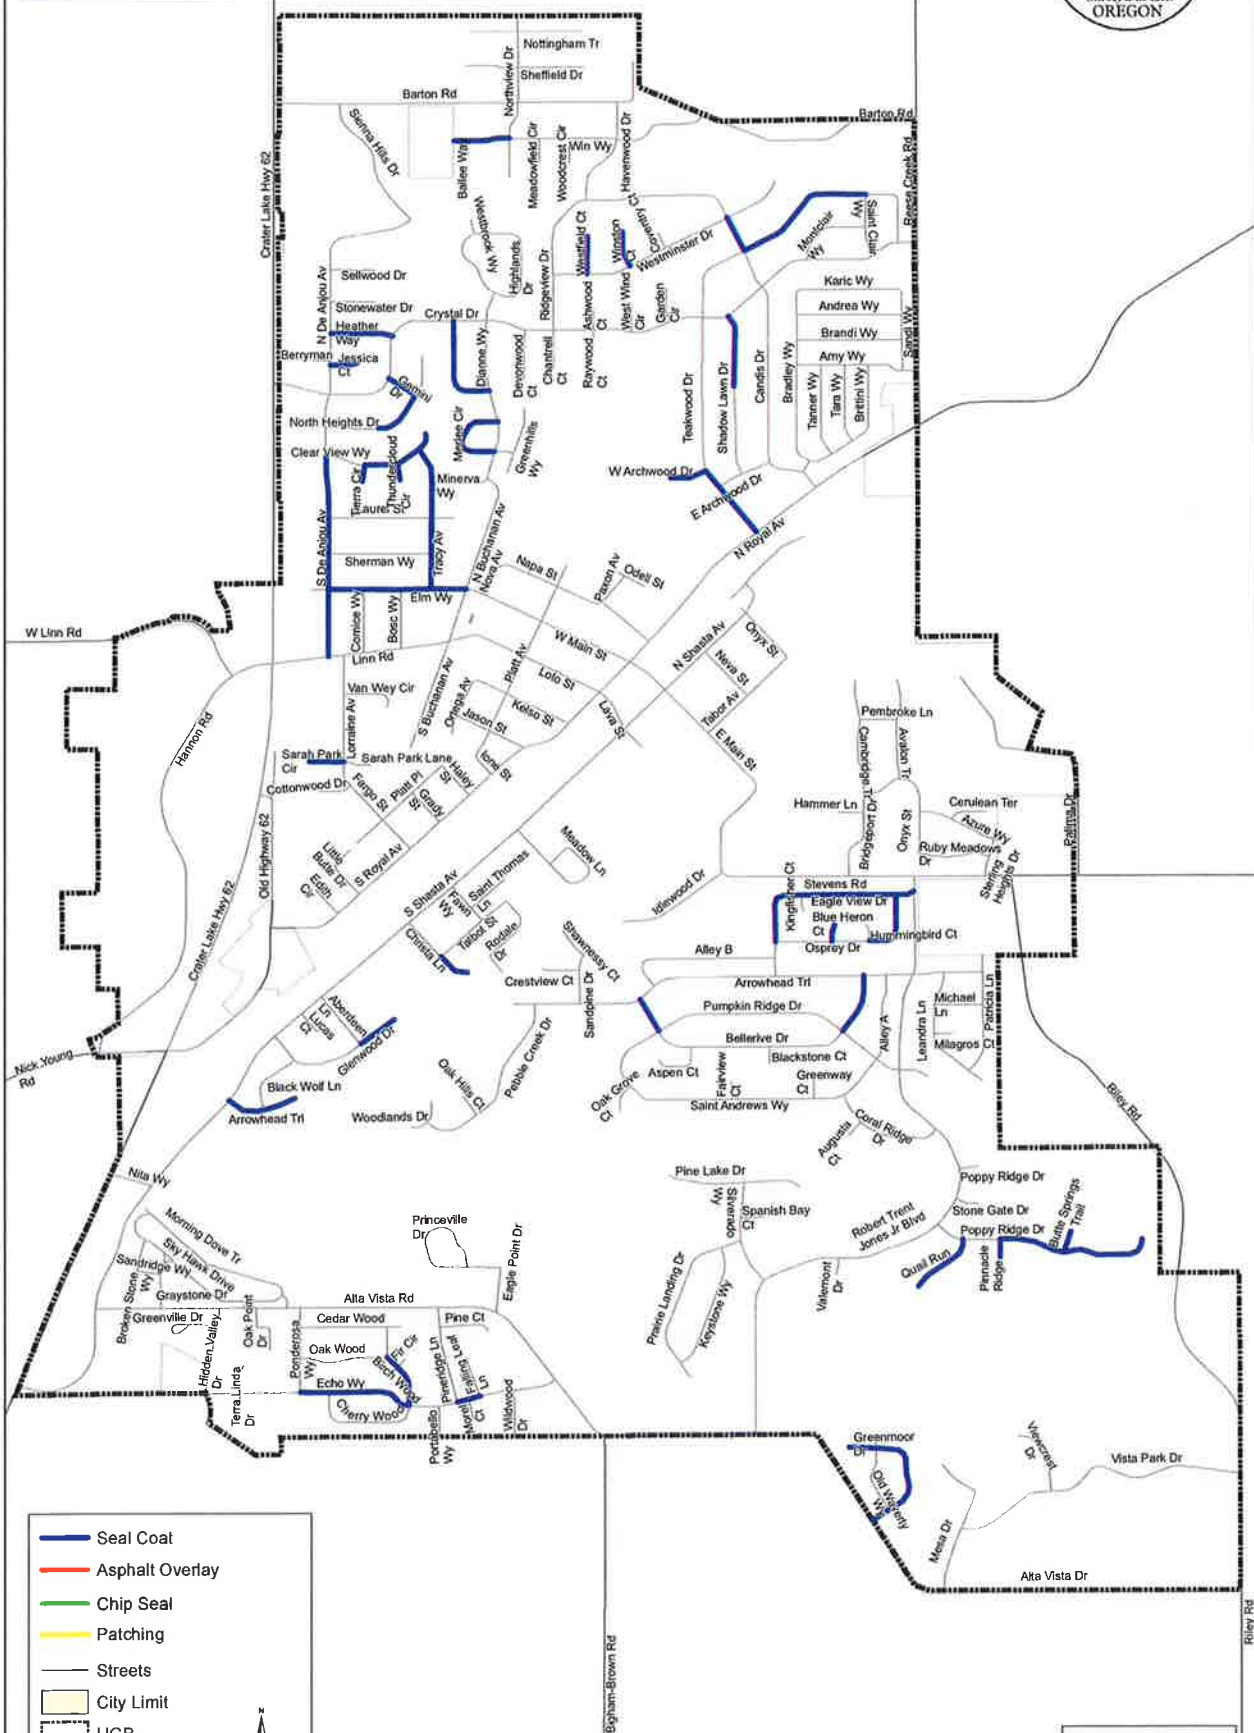 OREGON
Nottingham Tr
Northview Dr
Sheffield Dr
Barton Rd
Barton Rd
Sienna Hills Dr
Bailee Way
Meadowfield Cir
Woodcrest Cir
Win Wy
Havenwood Dr
Reese Creek Rd
Crater Lake Hwy 62
Westbrook Wy
Highlands
Dr
Ridgeview Dr
Westfield Ct
Winston
Ct
Coventry Ct
Westminster Dr
Montclair
Wy
Saint Clair
Wy
N De Anjou Av
Sellwood Dr
Stonewater Dr
Heather
Way
Crystal Dr
Berryman
Jessica
Ct
Gemini
Dr
Dianne Wy
Devonwood
Ct
Chantrell
Ct
Ashwood
Ct
Raywood
Ct
West Wind
Cir
Garden
Cir
Karic Wy
Andrea Wy
Brandi Wy
Amy Wy
Sandi Wy
Bradley Wy
Tanner Wy
Tara Wy
Brittini Wy
Candis Dr
Shadow Lawn Dr
Teakwood Dr
North Heights Dr
Clear View Wy
Merlee Cir
Greenhills
Wy
Tierra Cir
Thundercloud
Cir
Laurel St
Minerva
Wy
W Archwood Dr
E Archwood Dr
N Royal Av
S De Anjou Av
Sherman Wy
Tracy Av
N Buchanan Av
Nova Av
Napa St
Paxon Av
Odell St
Elm Wy
Comice Wy
Bosc Wy
W Linn Rd
Linn Rd
W Main St
Platt Av
Lolo St
N Shasta Av
Onyx St
Neva St
Tabor Av
Van Wey Cir
Lorraine Av
S Buchanan Av
Ortega Av
Jason St
Kelso St
Lava St
E Main St
Pembroke Ln
Hannon Rd
Sarah Park
Cir
Sarah Park Lane
Cottonwood Dr
Fargo St
Platt Pl
Grady
St
Haley
St
Ione St
Cambridge Tr
Avalon Tr
Hammer Ln
Bridgeport Dr
Onyx St
Cerulean Ter
Azure Wy
Ruby Meadows
Dr
Sterling
Heights Dr
Palima Dr
Old Highway 62
Little
Butte Dr
Edith
Cir
S Royal Av
Meadow Ln
Idlewood Dr
Stevens Rd
Kingfisher Ct
Eagle View Dr
Blue Heron
Ct
Hummingbird Ct
Osprey Dr
Crater Lake Hwy 62
S Shasta Av
Fawn
Wy
Saint Thomas
Ln
Talbot St
Rodale
Dr
Christa Ln
Shawnessy Ct
Crestview Ct
Sandpine Dr
Alley B
Arrowhead Trl
Pumpkin Ridge Dr
Bellerive Dr
Alley A
Leandra Ln
Michael
Ln
Patricia Ln
Milagros Ct
Aberdeen
Ln
Lucas
Ct
Glenwood Dr
Nick Young
Rd
Black Wolf Ln
Arrowhead Trl
Woodlands Dr
Oak Hills Ct
Pebble Creek Dr
Oak Grove
Ct
Aspen Ct
Fairview
Ct
Blackstone Ct
Greenway
Ct
Saint Andrews Wy
Augusta
Ct
Coral Ridge
Dr
Riley Rd
Nita Wy
Pine Lake Dr
Silverado
Wy
Spanish Bay
Ct
Robert Trent
Jones Jr Blvd
Poppy Ridge Dr
Stone Gate Dr
Poppy Ridge Dr
Butte Springs
Trail
Quail Run
Pinnacle
Ridge
Morning Dove Tr
Sky Hawk Drive
Sandridge Wy
Broken Stone
Wy
Graystone Dr
Greenville Dr
Princeville
Dr
Eagle Point Dr
Prairie Landing Dr
Keystone Wy
Valemont
Dr
Alta Vista Rd
Hidden Valley
Dr
Oak Point
Dr
Terra Linda
Dr
Ponderosa
Wy
Cedar Wood
Oak Wood
Fir Cir
Birch Wood
Echo Wy
Cherry Wood
Pine Ct
Pineridge Ln
Falling Leaf
Ln
Morel
Ct
Portabello
Wy
Wildwood
Dr
Greenmoor
Dr
Old Waverly
Wy
Viewcrest
Dr
Vista Park Dr
Mesa Dr
Alta Vista Dr
Riley Rd
Bigham-Brown Rd
Seal Coat
Asphalt Overlay
Chip Seal
Patching
Streets
City Limit
UGB
N